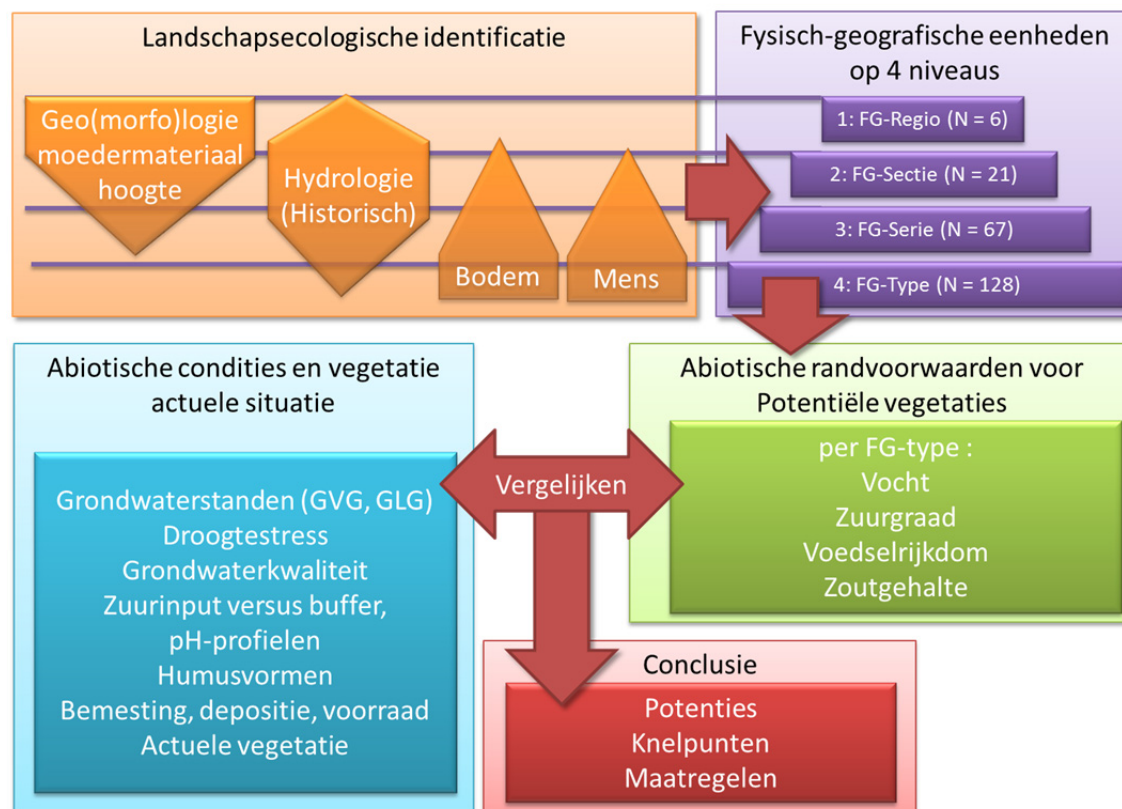 Landschapsecologische identificatie
Geo(morfo)logie
moedermateriaal
hoogte
Hydrologie
(Historisch)
Bodem
Mens
Fysisch-geografische eenheden
op 4 niveaus
1: FG-Regio (N = 6)
2: FG-Sectie (N = 21)
3: FG-Serie (N = 67)
4: FG-Type (N = 128)
Abiotische condities en vegetatie
actuele situatie
Grondwaterstanden (GVG, GLG)
Droogtestress
Grondwaterkwaliteit
Zuurinput versus buffer,
pH-profielen
Humusvormen
Bemesting, depositie, voorraad
Actuele vegetatie
Vergelijken
Abiotische randvoorwaarden voor
Potentiële vegetaties
per FG-type :
Vocht
Zuurgraad
Voedselrijkdom
Zoutgehalte
Conclusie
Potenties
Knelpunten
Maatregelen